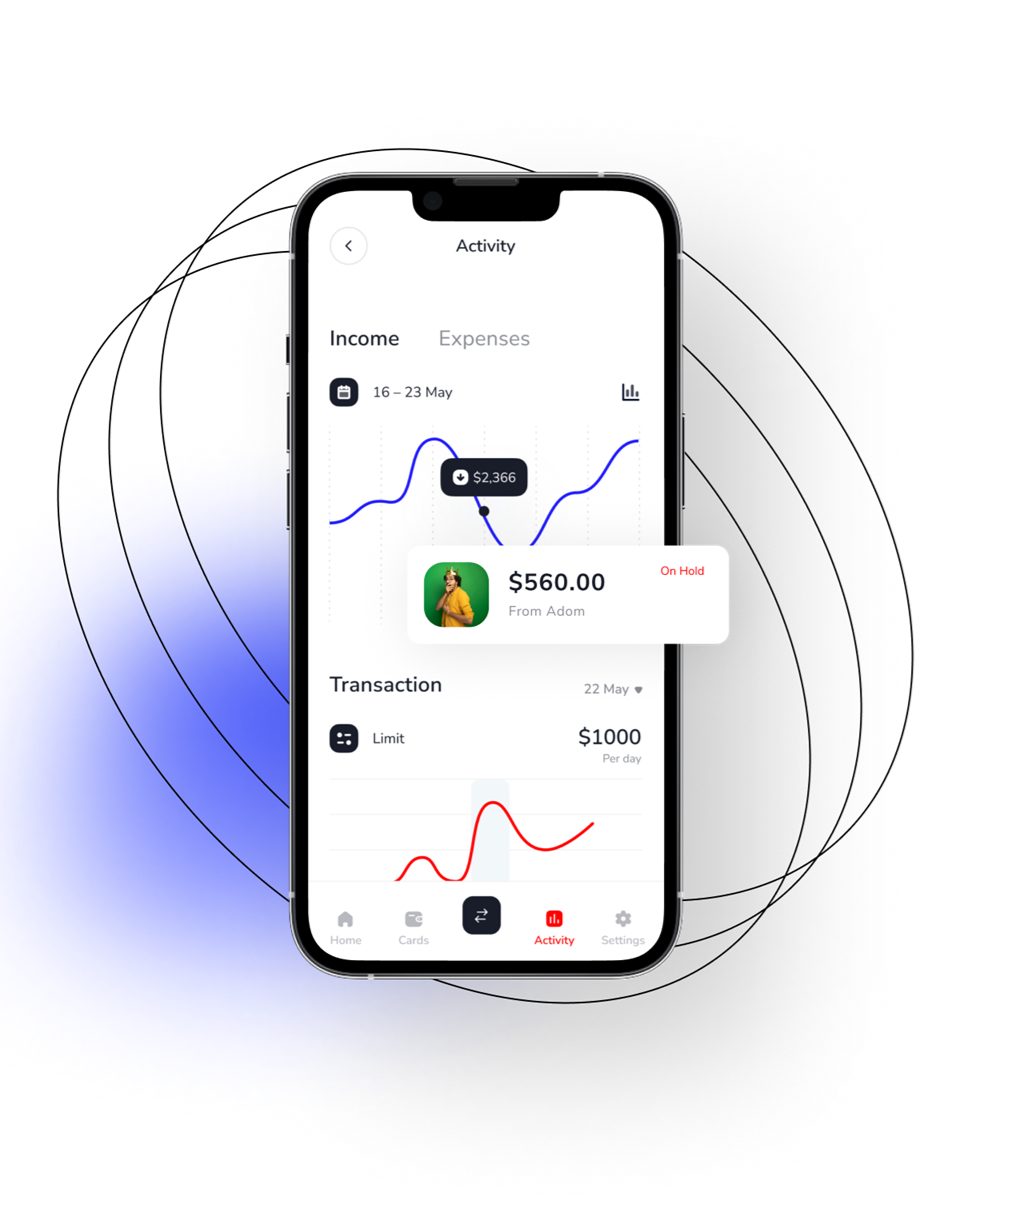 Activity
Income Expenses
16 – 23 May
$2,366
$560.00
On Hold
From Adom
Transaction
22 May
Limit
$1000
Per day
Home Cards Activity Settings